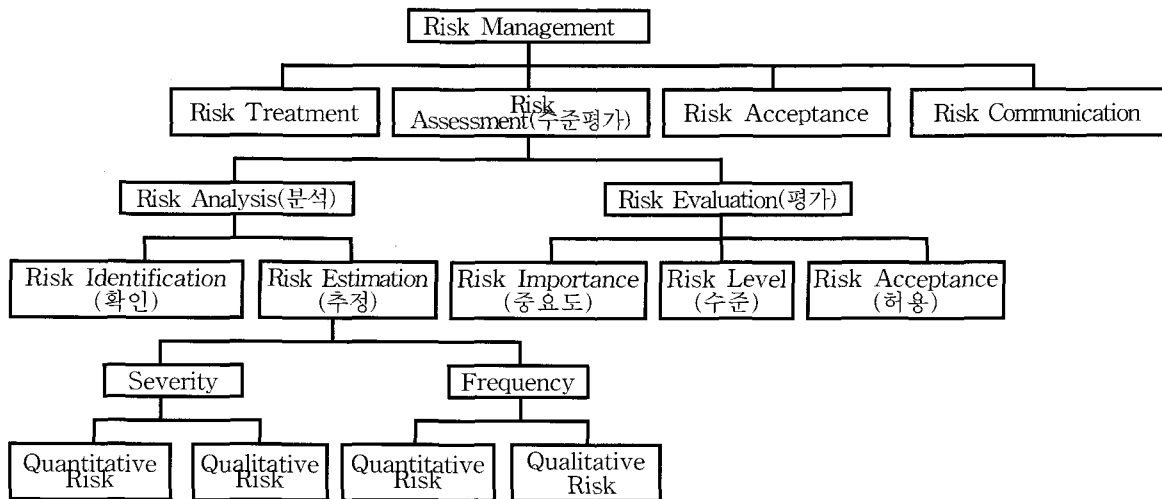 Risk Management
Risk Treatment
Risk
Assessment(수준평가)
Risk Acceptance
Risk Communication
Risk Analysis(분석)
Risk Evaluation(평가)
Risk Identification
(확인)
Risk Estimation
(추정)
Risk Importance
(중요도)
Risk Level
(수준)
Risk Acceptance
(허용)
Severity
Frequency
Quantitative
Risk
Qualitative
Risk
Quantitative
Risk
Qualitative
Risk